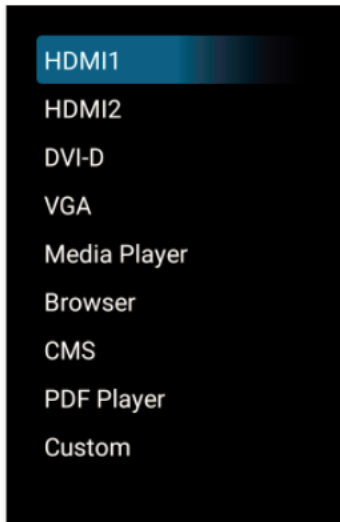 HDMI1
HDMI2
DVI-D
VGA
Media Player
Browser
CMS
PDF Player
Custom